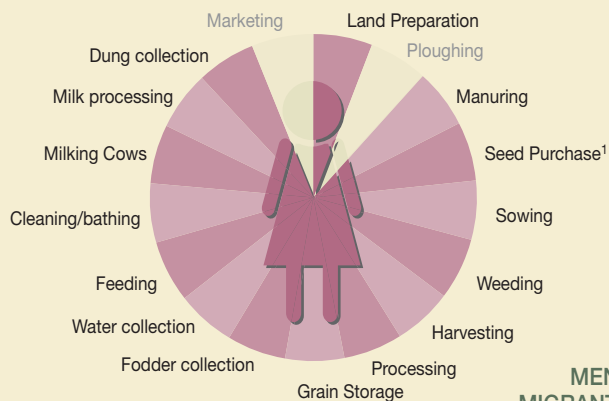 Marketing
Land Preparation
Ploughing
Manuring
Seed Purchase1
Sowing
Weeding
Harvesting
Processing
Grain Storage
Fodder collection
Water collection
Feeding
Cleaning/bathing
Milking Cows
Milk processing
Dung collection
MEN
MIGRANT